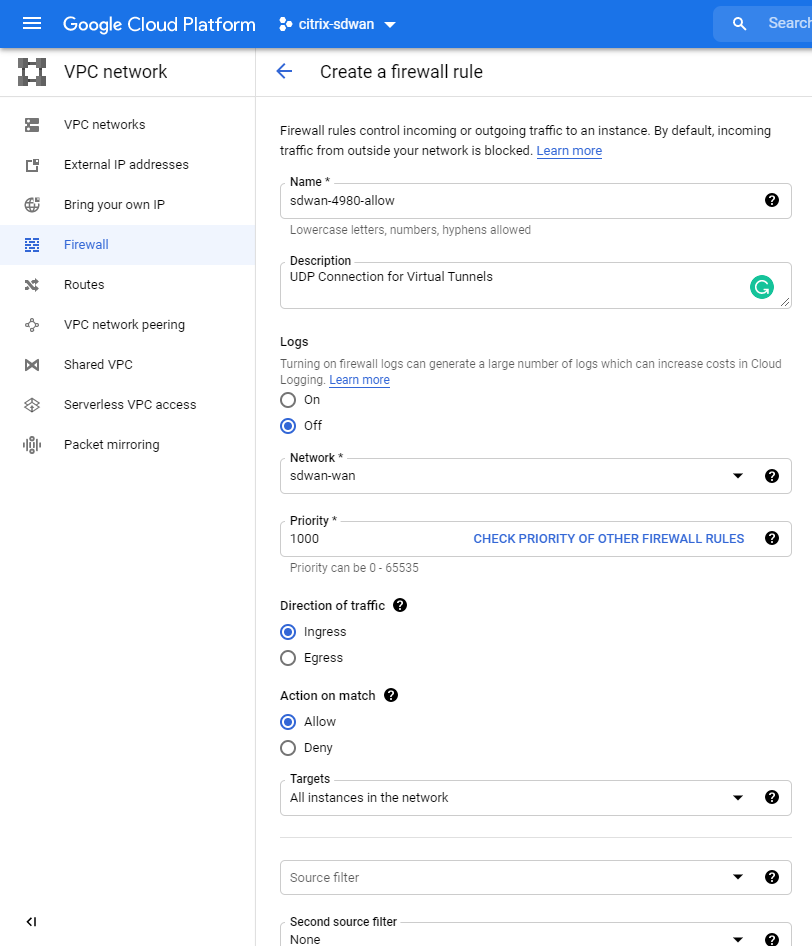 Google Cloud Platform
citrix-sdwan
Search
VPC network
Create a firewall rule
VPC networks
External IP addresses
Bring your own IP
Firewall
Routes
VPC network peering
Shared VPC
Serverless VPC access
Packet mirroring
Firewall rules control incoming or outgoing traffic to an instance. By default, incoming
traffic from outside your network is blocked. Learn more
Name *
sdwan-4980-allow
Lowercase letters, numbers, hyphens allowed
Description
UDP Connection for Virtual Tunnels
Logs
Turning on firewall logs can generate a large number of logs which can increase costs in Cloud
Logging. Learn more
On
Off
Network *
sdwan-wan
Priority *
1000
CHECK PRIORITY OF OTHER FIREWALL RULES
Priority can be 0 - 65535
Direction of traffic
Ingress
Egress
Action on match
Allow
Deny
Targets
All instances in the network
Source filter
Second source filter
None